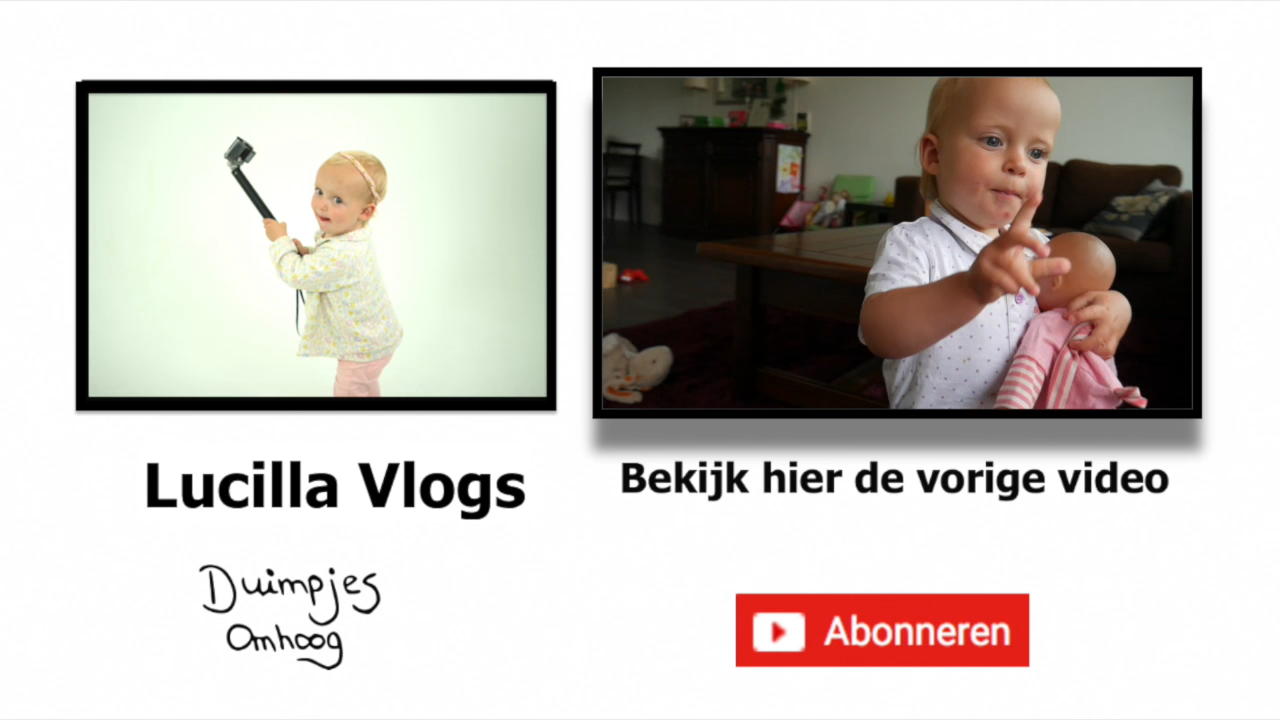 Lucilla Vlogs
Bekijk hier de vorige video
Duimpjes
Omhoog
Abonneren